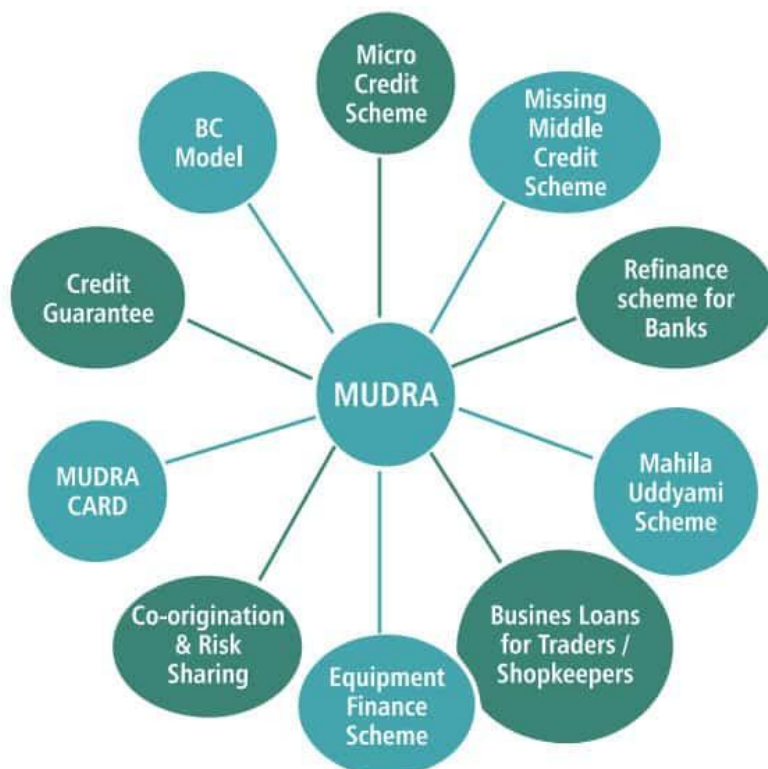 Micro
Credit
Scheme
Missing
Middle
Credit
Scheme
Refinance
scheme for
Banks
Mahila
Uddyami
Scheme
Busines Loans
for Traders /
Shopkeepers
Equipment
Finance
Scheme
Co-origination
& Risk
Sharing
MUDRA
CARD
Credit
Guarantee
BC
Model
MUDRA